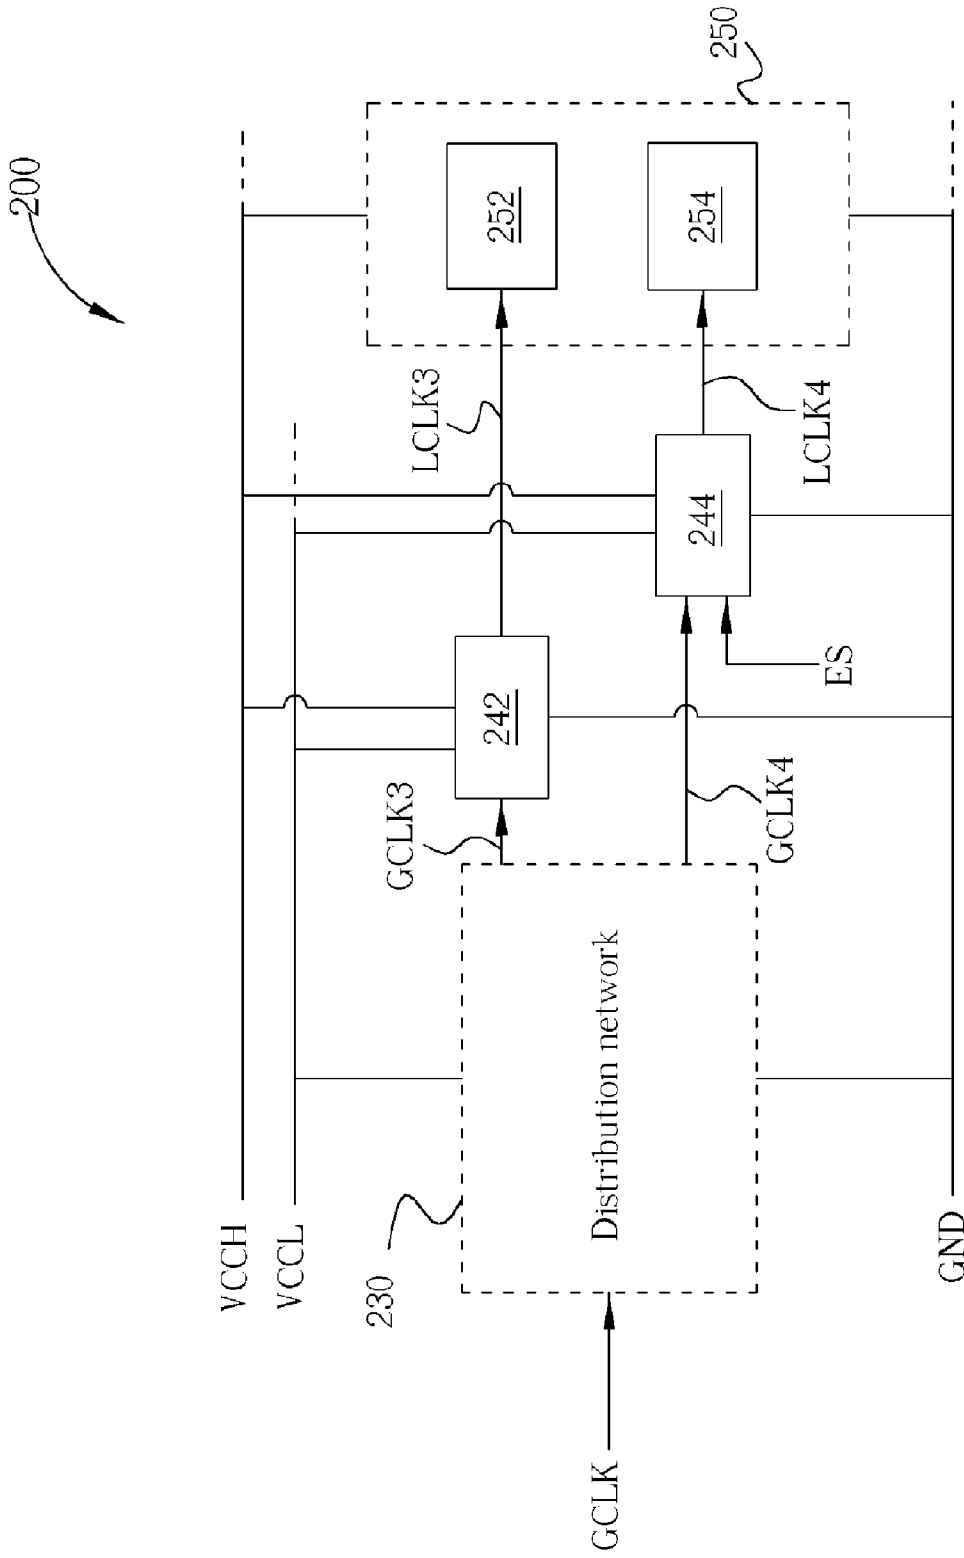 200
VCCH
VCCL
230
GCLK
Distribution network
GCLK3
242
GCLK4
LCLK3
244
ES
LCLK4
250
252
254
GND